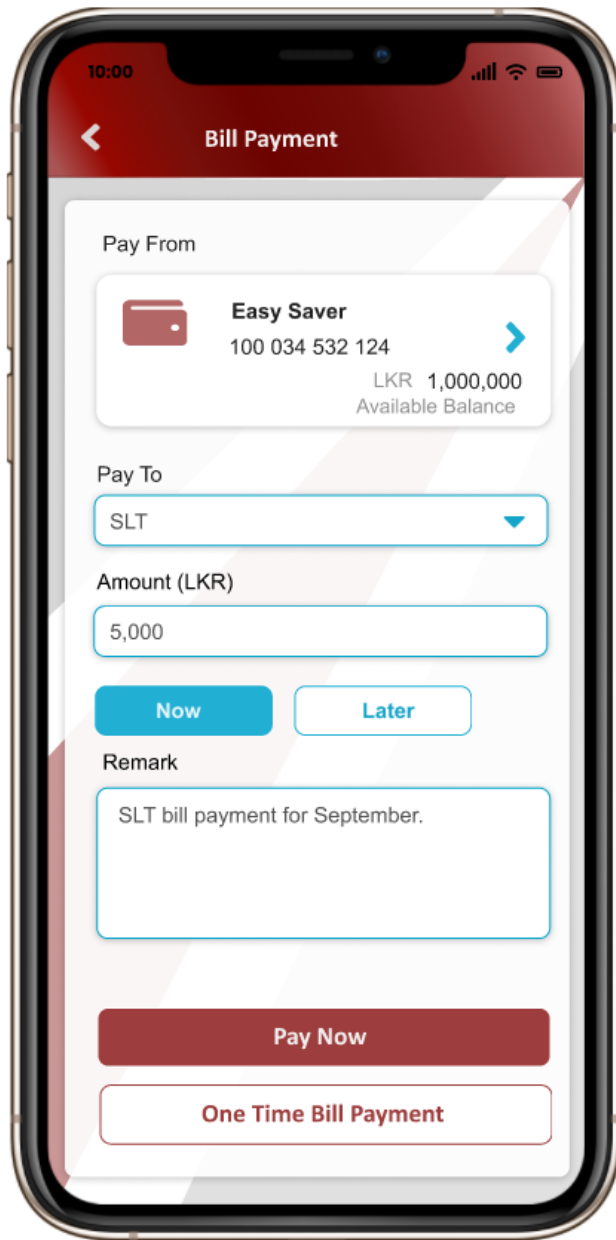 10:00
Bill Payment
Pay From
Easy Saver
100 034 532 124
LKR 1,000,000
Available Balance
Pay To
SLT
Amount (LKR)
5,000
Now Later
Remark
SLT bill payment for September.
Pay Now
One Time Bill Payment